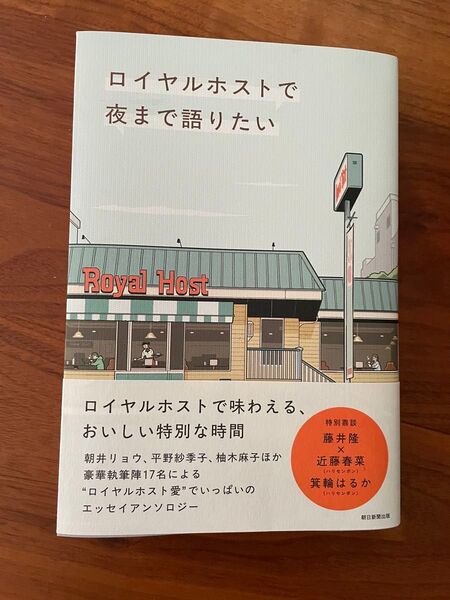 ロイヤルホストで
夜まで語りたい
Royal Host
ロイヤルホストで味わえる、
おいしい特別な時間
朝井リョウ、平野紗季子、柚木麻子ほか
豪華執筆陣17名による
“ロイヤルホスト愛”でいっぱいの
エッセイアンソロジー
特別鼎談
藤井隆
×
近藤春菜
(ハリセンボン)
箕輪はるか
(ハリセンボン)
朝日新聞出版